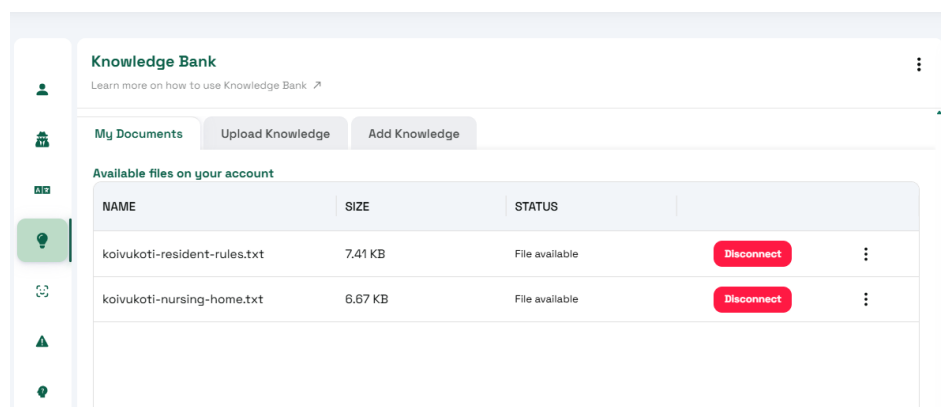 Knowledge Bank
Learn more on how to use Knowledge Bank ↗
My Documents Upload Knowledge Add Knowledge
Available files on your account
NAME SIZE STATUS
koivukoti-resident-rules.txt 7.41 KB File available Disconnect
koivukoti-nursing-home.txt 6.67 KB File available Disconnect